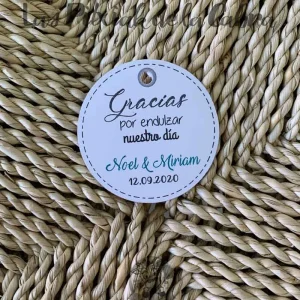 Gracias
por endulzar
nuestro día
Noel & Miriam
12.09.2020